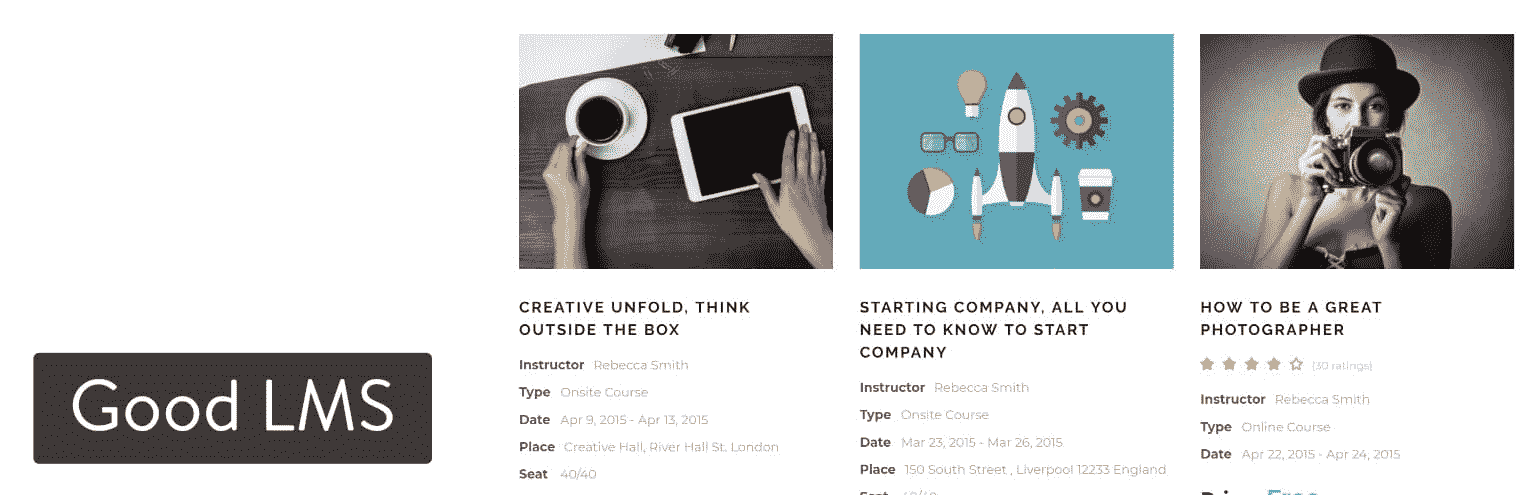 Good LMS
CREATIVE UNFOLD, THINK
OUTSIDE THE BOX
Instructor Rebecca Smith
Type Onsite Course
Date Apr 9, 2015 - Apr 13, 2015
Place Creative Hall, River Hall St. London
Seat 40/40
STARTING COMPANY, ALL YOU
NEED TO KNOW TO START
COMPANY
Instructor Rebecca Smith
Type Onsite Course
Date Mar 23, 2015 - Mar 26, 2015
Place 150 South Street , Liverpool 12233 England
HOW TO BE A GREAT
PHOTOGRAPHER
(30 ratings)
Instructor Rebecca Smith
Type Online Course
Date Apr 22, 2015 - Apr 24, 2015